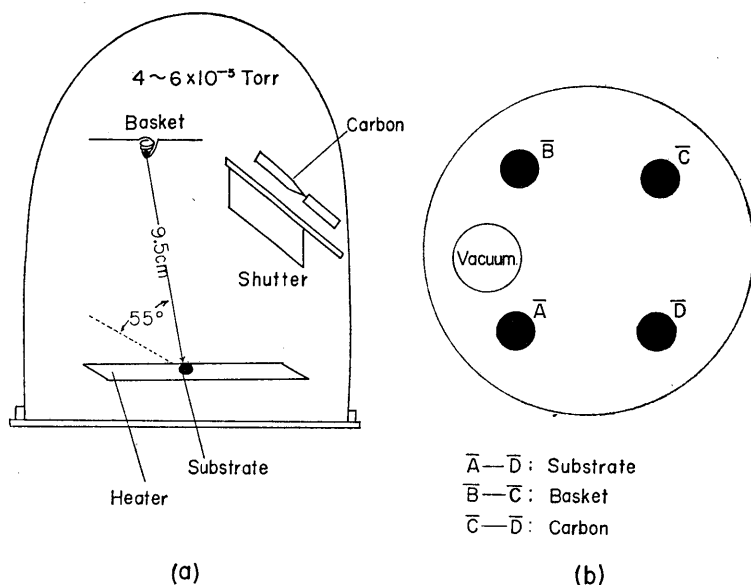 4~6×10⁻⁵ Torr
Basket
Carbon
9.5cm
Shutter
55°
Substrate
Heater
(a)
B̅
C̅
Vacuum.
A̅
D̅
A̅—D̅: Substrate
B̅—C̅: Basket
C̅—D̅: Carbon
(b)